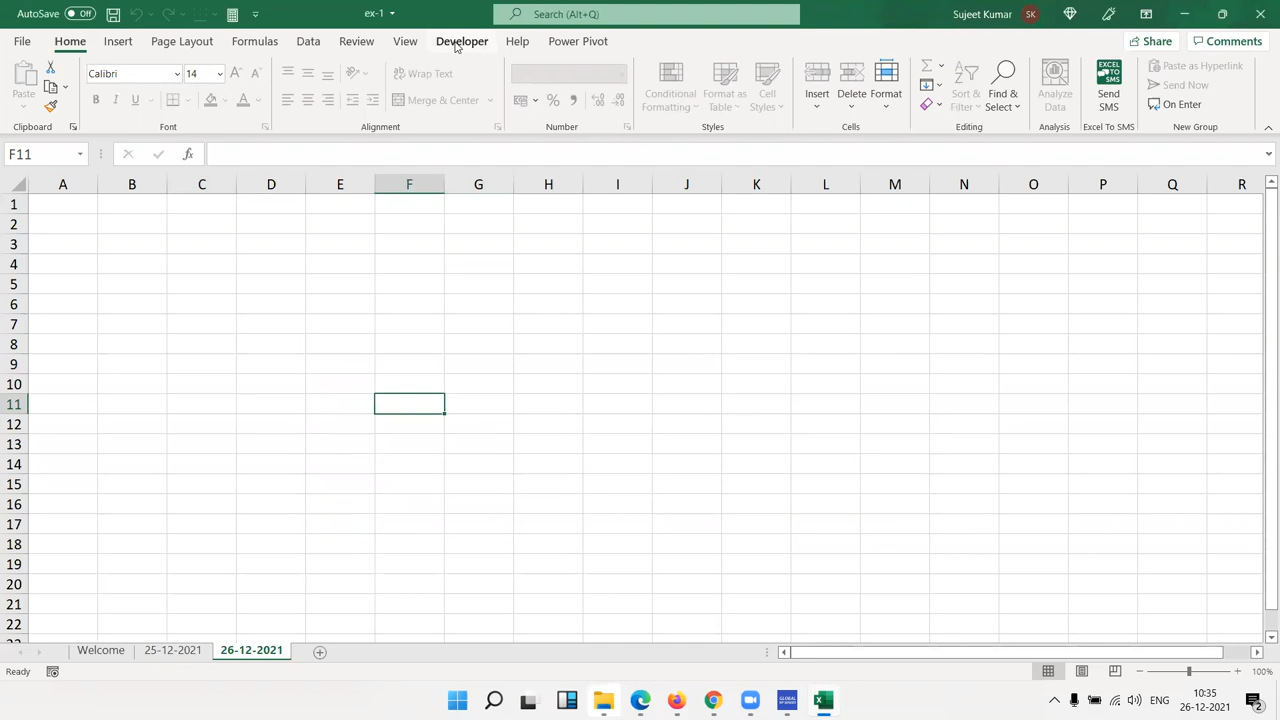 AutoSave Off ex-1 Search (Alt+Q) Sujeet Kumar SK
File Home Insert Page Layout Formulas Data Review View Developer Help Power Pivot Share Comments
Paste Calibri 14 Wrap Text Conditional Formatting Format as Table Cell Styles Insert Delete Format Sort & Filter Find & Select Analyze Data Send SMS Paste as Hyperlink
B I U Merge & Center Send Now
On Enter
Clipboard Font Alignment Number Styles Cells Editing Analysis Excel To SMS New Group
F11 fx
A B C D E F G H I J K L M N O P Q R
1
2
3
4
5
6
7
8
9
10
11
12
13
14
15
16
17
18
19
20
21
22
23
Welcome 25-12-2021 26-12-2021
Ready 100%
ENG 10:35
26-12-2021 2